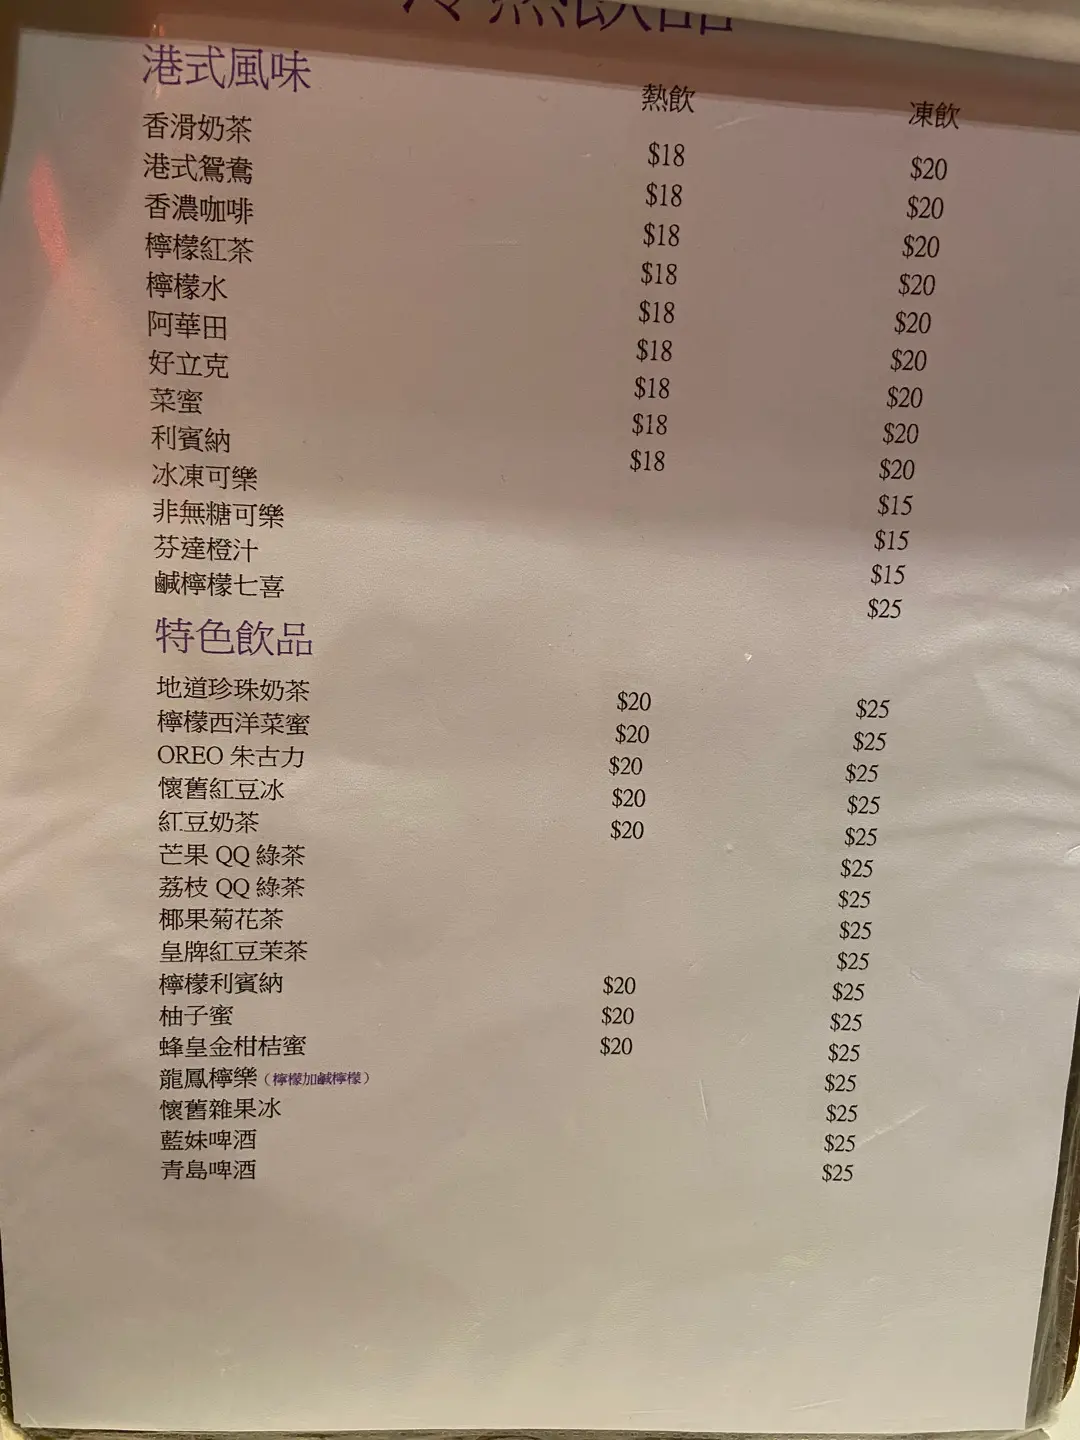 冷熱飲品
港式風味 熱飲 凍飲
香滑奶茶 $18 $20
港式鴛鴦 $18 $20
香濃咖啡 $18 $20
檸檬紅茶 $18 $20
檸檬水 $18 $20
阿華田 $18 $20
好立克 $18 $20
菜蜜 $18 $20
利賓納 $18 $20
冰凍可樂 $15
非無糖可樂 $15
芬達橙汁 $15
鹹檸檬七喜 $25
特色飲品
地道珍珠奶茶 $20 $25
檸檬西洋菜蜜 $20 $25
OREO 朱古力 $20 $25
懷舊紅豆冰 $20 $25
紅豆奶茶 $20 $25
芒果 QQ 綠茶 $25
荔枝 QQ 綠茶 $25
椰果菊花茶 $25
皇牌紅豆茉茶 $25
檸檬利賓納 $20 $25
柚子蜜 $20 $25
蜂皇金柑桔蜜 $20 $25
龍鳳檸樂（檸檬加鹹檸檬） $25
懷舊雜果冰 $25
藍妹啤酒 $25
青島啤酒 $25